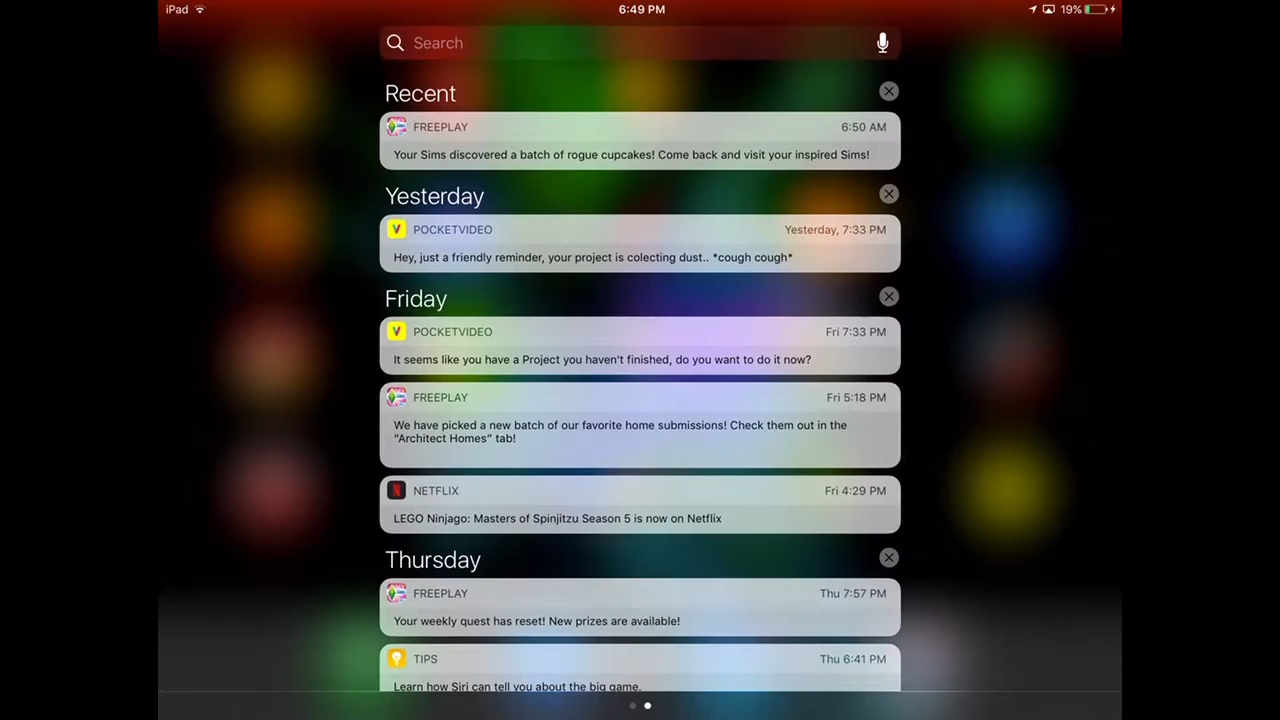 iPad
6:49 PM
19%
Search
Recent
FREEPLAY 6:50 AM
Your Sims discovered a batch of rogue cupcakes! Come back and visit your inspired Sims!
Yesterday
POCKETVIDEO Yesterday, 7:33 PM
Hey, just a friendly reminder, your project is colecting dust.. *cough cough*
Friday
POCKETVIDEO Fri 7:33 PM
It seems like you have a Project you haven't finished, do you want to do it now?
FREEPLAY Fri 5:18 PM
We have picked a new batch of our favorite home submissions! Check them out in the
“Architect Homes” tab!
NETFLIX Fri 4:29 PM
LEGO Ninjago: Masters of Spinjitzu Season 5 is now on Netflix
Thursday
FREEPLAY Thu 7:57 PM
Your weekly quest has reset! New prizes are available!
TIPS Thu 6:41 PM
Learn how Siri can tell you about the big game.